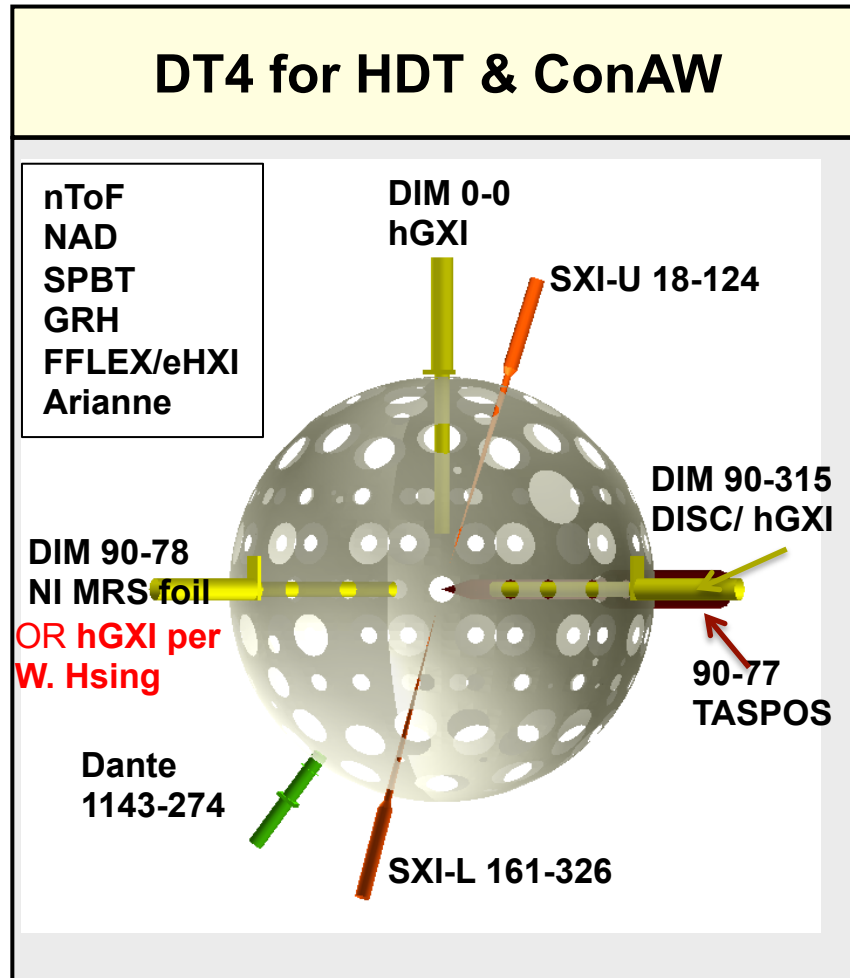 DT4 for HDT & ConAW
nToF
NAD
SPBT
GRH
FFLEX/eHXI
Arianne
DIM 0-0
hGXI
SXI-U 18-124
DIM 90-315
DISC/ hGXI
DIM 90-78
NI MRS foil
OR hGXI per
W. Hsing
90-77
TASPOS
Dante
1143-274
SXI-L 161-326